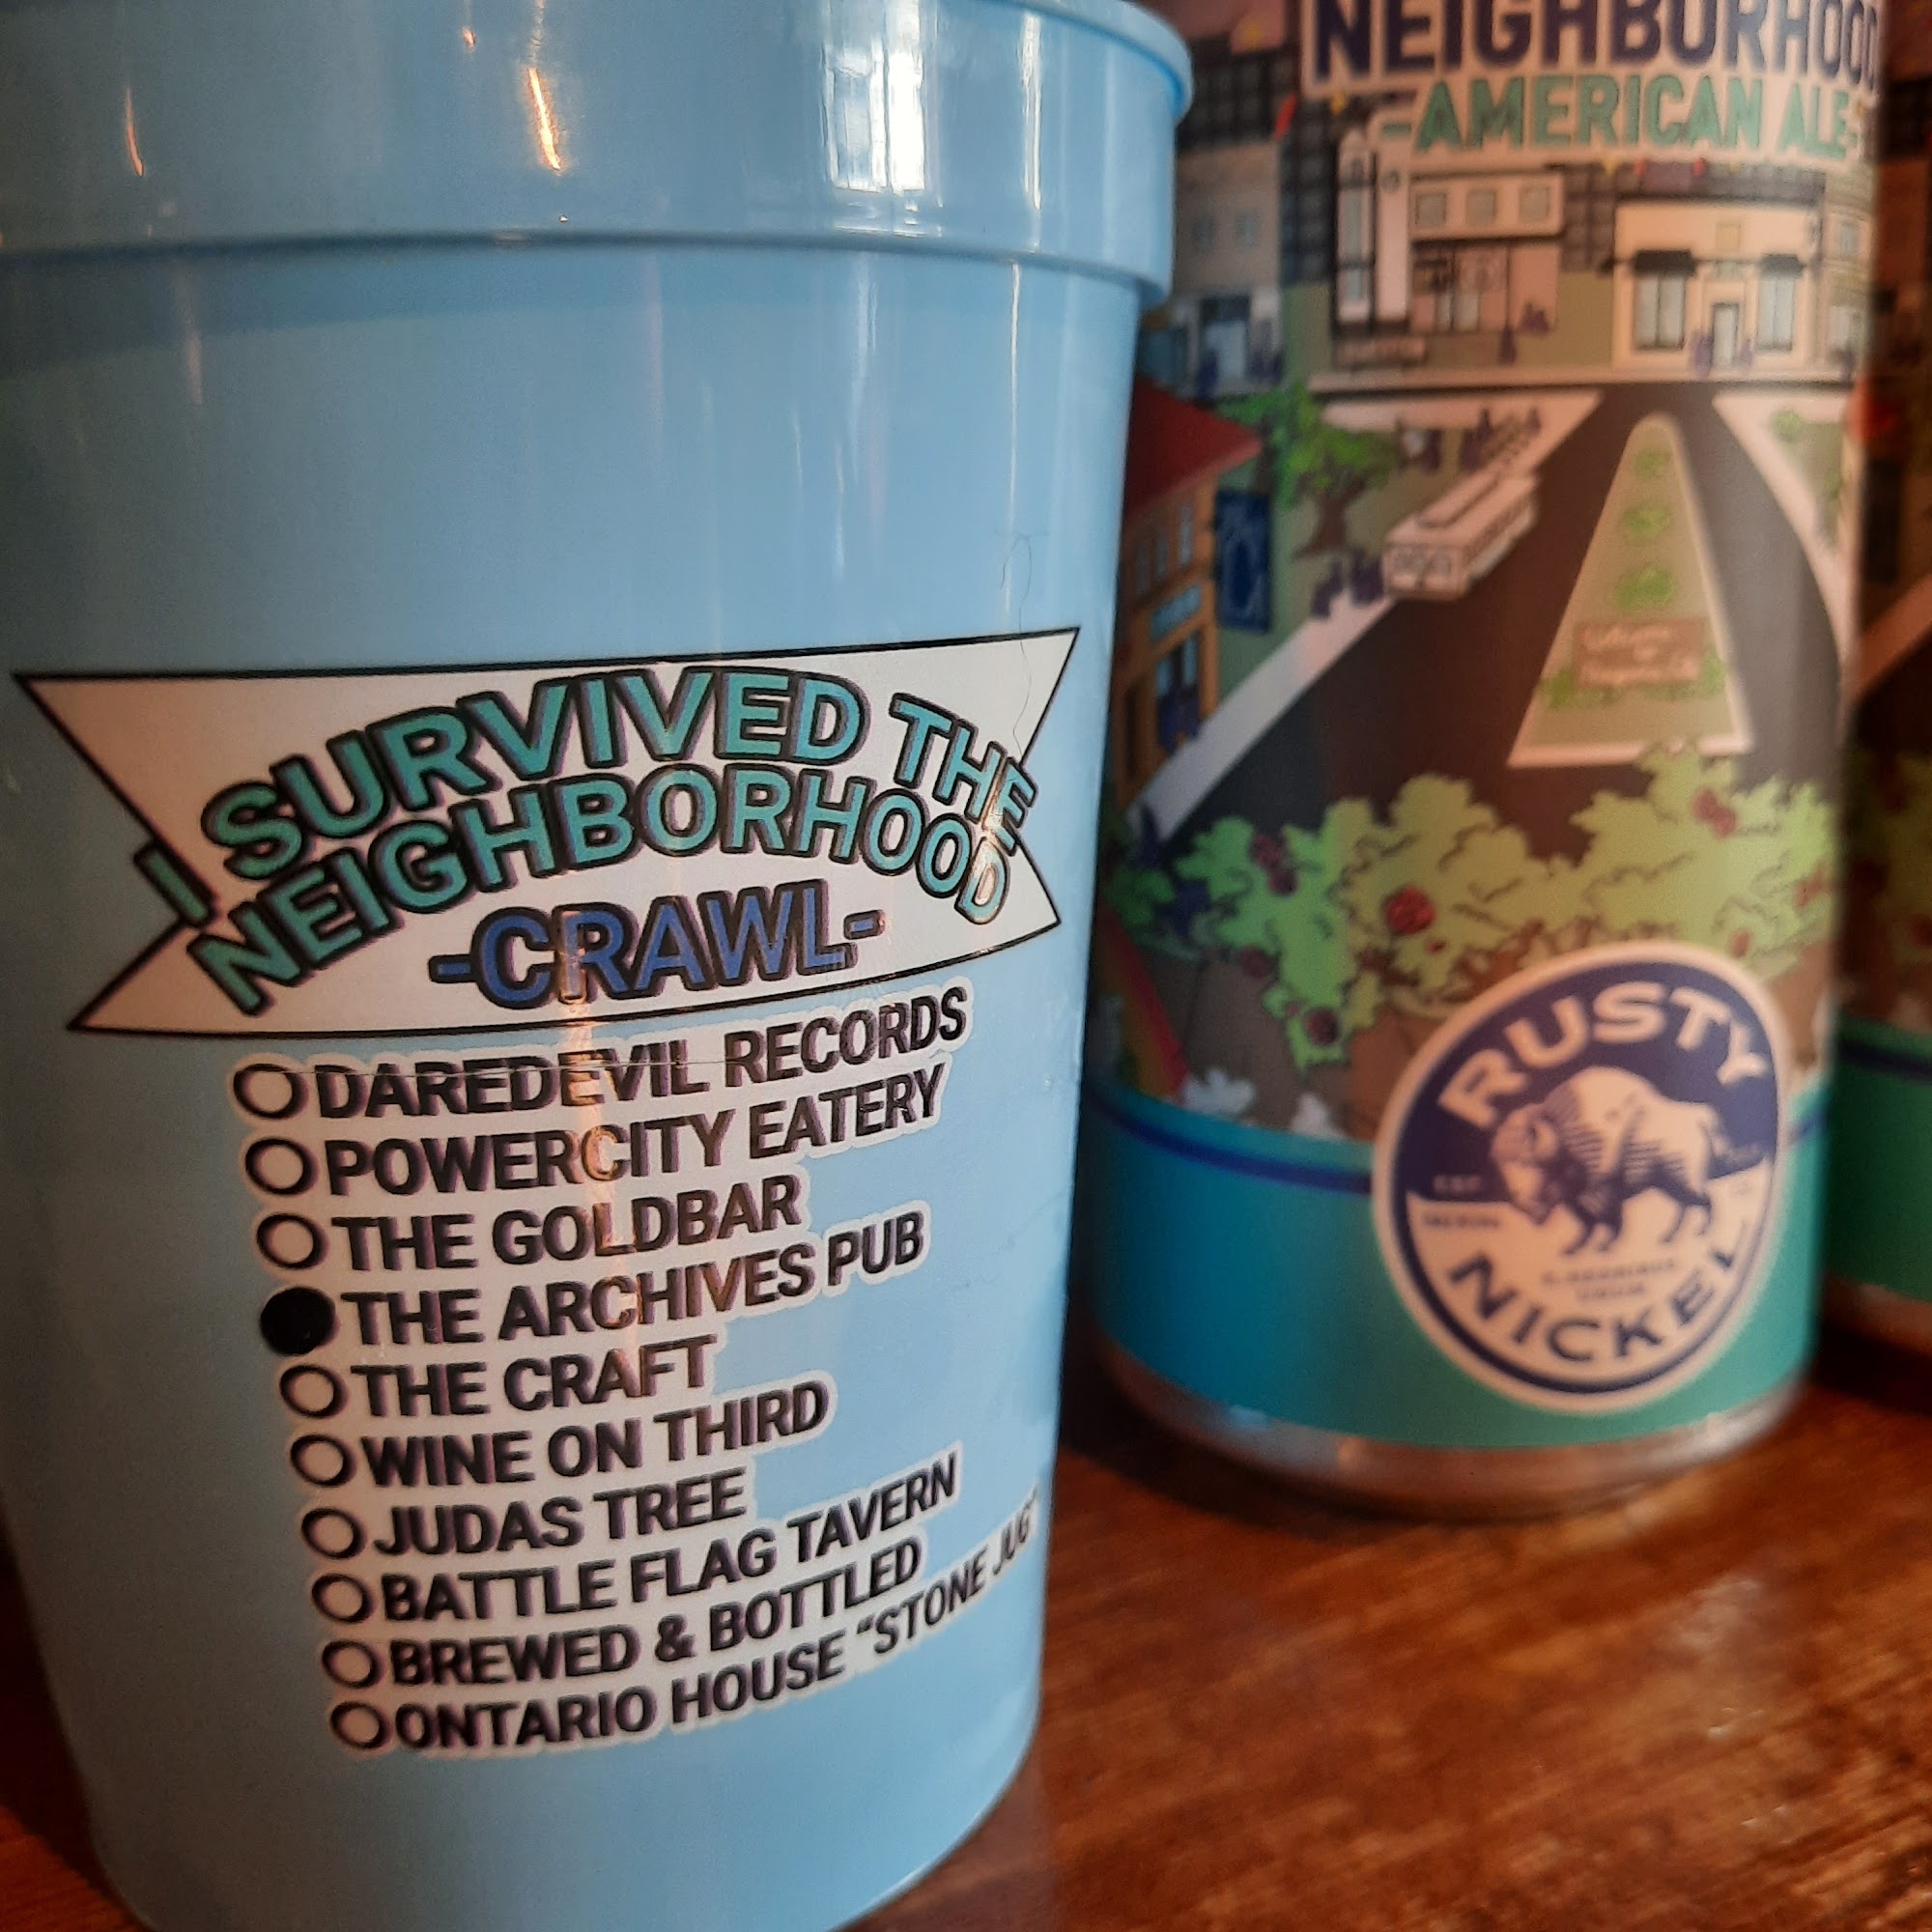 I SURVIVED THE
NEIGHBORHOOD
-CRAWL-
DAREDEVIL RECORDS
POWERCITY EATERY
THE GOLDBAR
THE ARCHIVES PUB
THE CRAFT
WINE ON THIRD
JUDAS TREE
BATTLE FLAG TAVERN
BREWED & BOTTLED
ONTARIO HOUSE "STONE JUG"
NEIGHBORHOOD
-AMERICAN ALE-
RUSTY
NICKEL